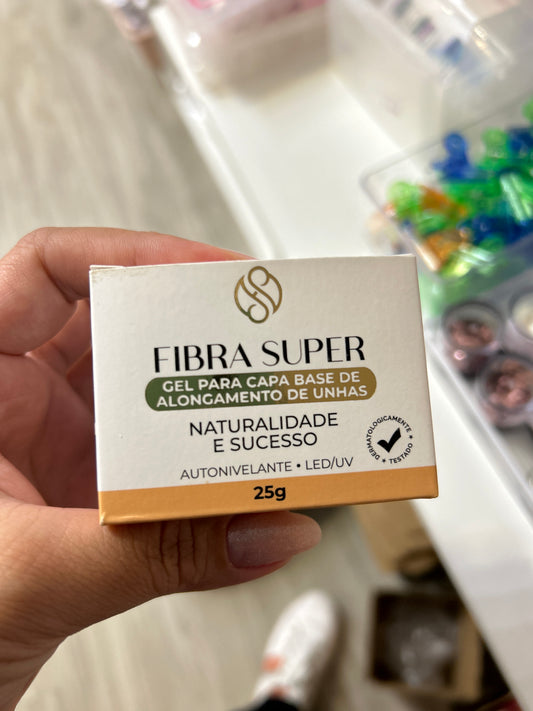 FIBRA SUPER
GEL PARA CAPA BASE DE
ALONGAMENTO DE UNHAS
NATURALIDADE
E SUCESSO
DERMATOLOGICAMENTE
TESTADO
AUTONIVELANTE • LED/UV
25g